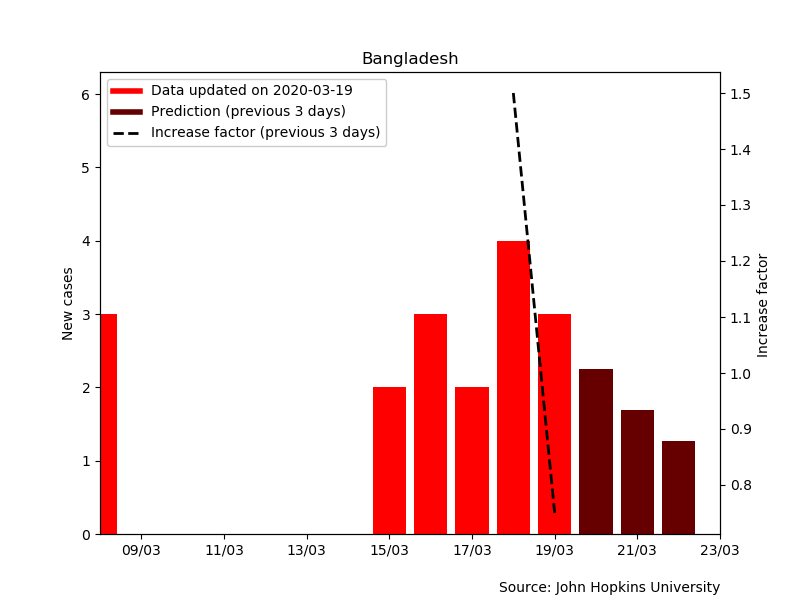 Bangladesh
Data updated on 2020-03-19
Prediction (previous 3 days)
Increase factor (previous 3 days)
New cases
6
5
4
3
2
1
0
1.5
1.4
1.3
1.2
1.1
1.0
0.9
0.8
Increase factor
09/03 11/03 13/03 15/03 17/03 19/03 21/03 23/03
Source: John Hopkins University